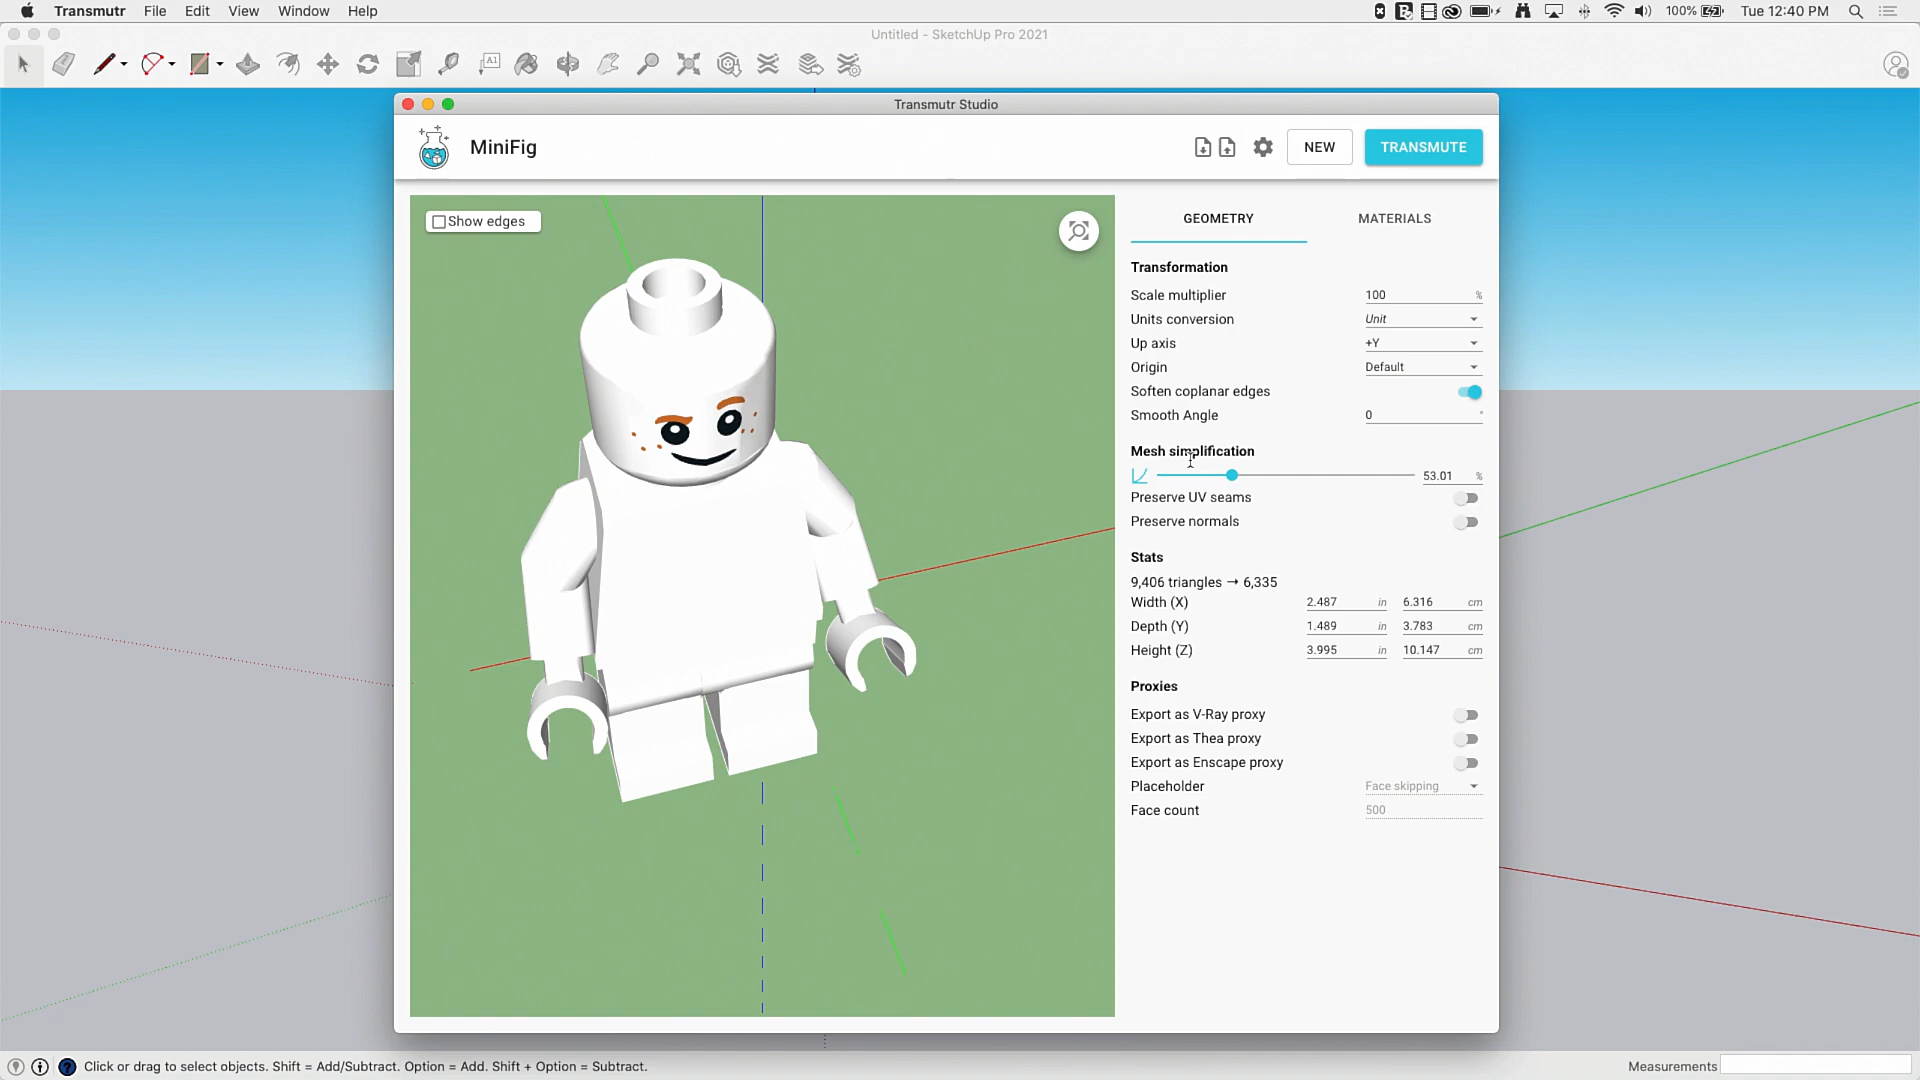 Transmutr File Edit View Window Help
100% Tue 12:40 PM
Untitled - SketchUp Pro 2021
A1
Transmutr Studio
MiniFig
NEW
TRANSMUTE
Show edges
GEOMETRY
MATERIALS
Transformation
Scale multiplier 100 %
Units conversion Unit
Up axis +Y
Origin Default
Soften coplanar edges
Smooth Angle 0 °
Mesh simplification
53.01 %
Preserve UV seams
Preserve normals
Stats
9,406 triangles → 6,335
Width (X) 2.487 in 6.316 cm
Depth (Y) 1.489 in 3.783 cm
Height (Z) 3.995 in 10.147 cm
Proxies
Export as V-Ray proxy
Export as Thea proxy
Export as Enscape proxy
Placeholder Face skipping
Face count 500
Click or drag to select objects. Shift = Add/Subtract. Option = Add. Shift + Option = Subtract.
Measurements